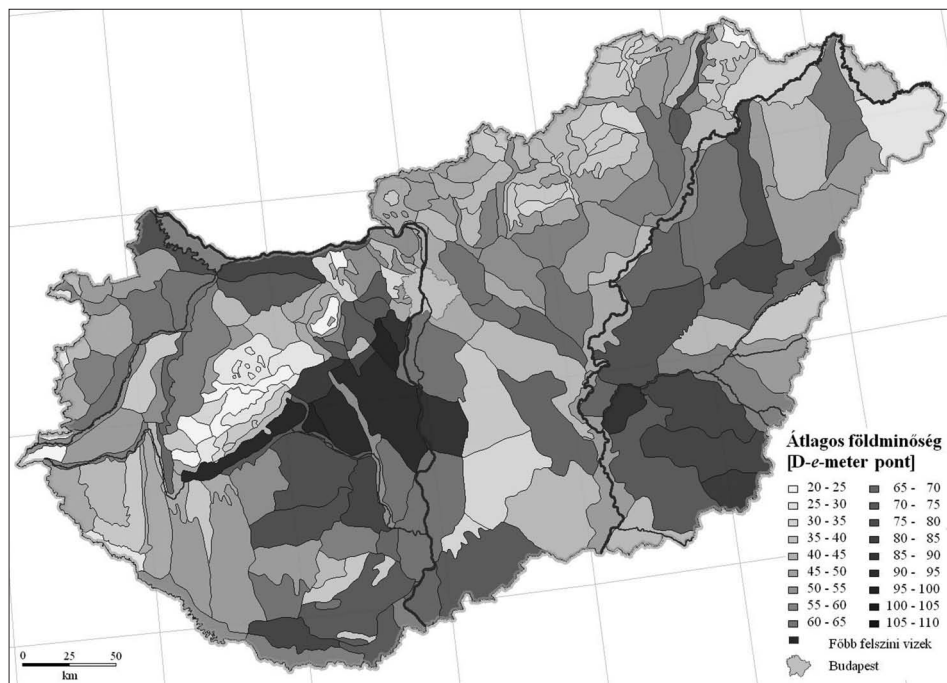 Átlagos földminőség
[D-e-meter pont]
20 - 25
25 - 30
30 - 35
35 - 40
40 - 45
45 - 50
50 - 55
55 - 60
60 - 65
65 - 70
70 - 75
75 - 80
80 - 85
85 - 90
90 - 95
95 - 100
100 - 105
105 - 110
Főbb felszíni vizek
Budapest
0 25 50
km